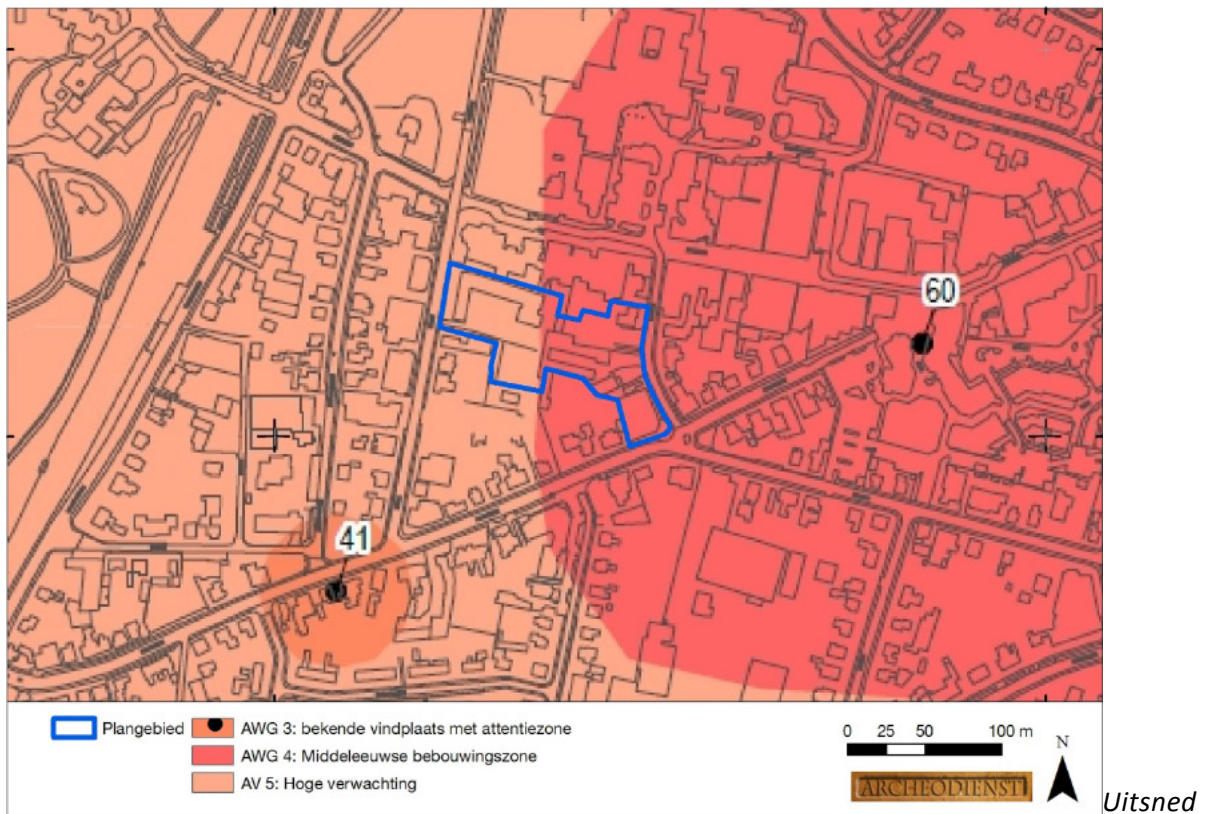 60
41
Plangebied
AWG 3: bekende vindplaats met attentiezone
AWG 4: Middeleeuwse bebouwingszone
AV 5: Hoge verwachting
0 25 50 100 m
N
ARCHEODIENST
Uitsned